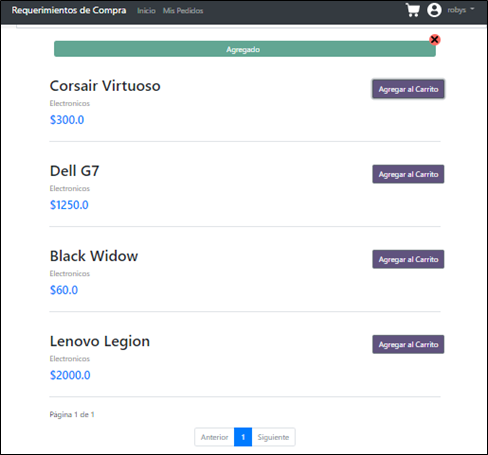 Requerimientos de Compra Inicio Mis Pedidos robys
Agregado
Corsair Virtuoso Agregar al Carrito
Electronicos
$300.0
Dell G7 Agregar al Carrito
Electronicos
$1250.0
Black Widow Agregar al Carrito
Electronicos
$60.0
Lenovo Legion Agregar al Carrito
Electronicos
$2000.0
Página 1 de 1
Anterior 1 Siguiente